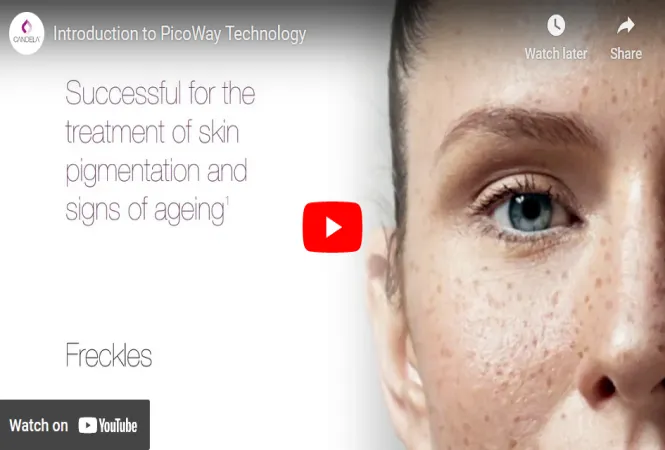 CANDELA
Introduction to PicoWay Technology
Watch later
Share
Successful for the
treatment of skin
pigmentation and
signs of ageing¹
Freckles
Watch on YouTube